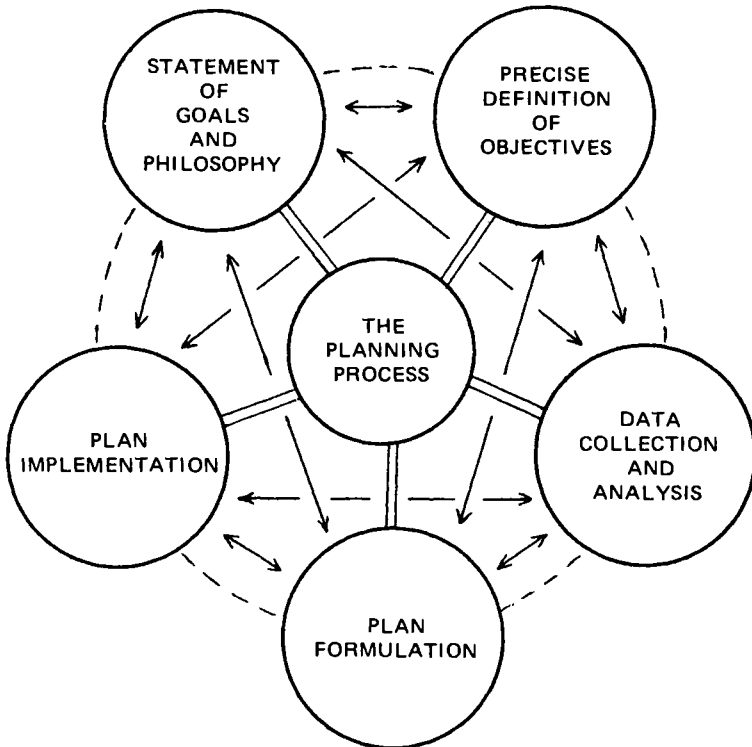 STATEMENT
OF
GOALS
AND
PHILOSOPHY
PRECISE
DEFINITION
OF
OBJECTIVES
THE
PLANNING
PROCESS
PLAN
IMPLEMENTATION
DATA
COLLECTION
AND
ANALYSIS
PLAN
FORMULATION